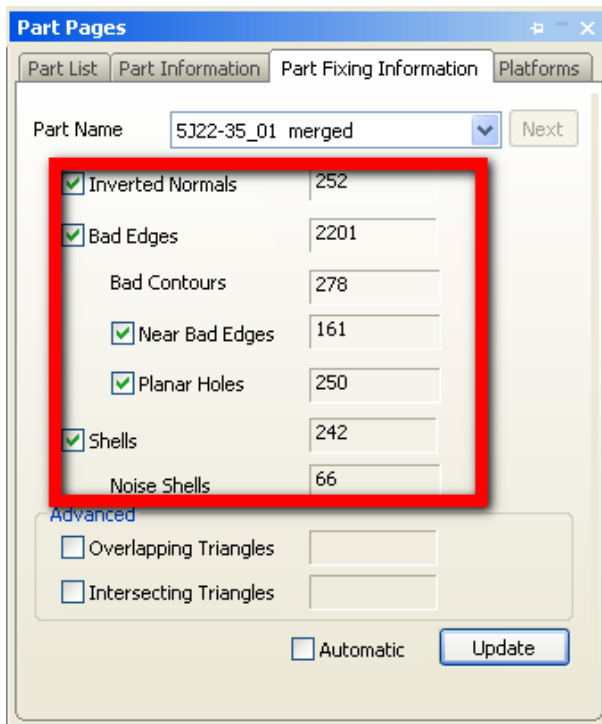 Part Pages
Part List Part Information Part Fixing Information Platforms
Part Name 5J22-35_01 merged Next
Inverted Normals 252
Bad Edges 2201
Bad Contours 278
Near Bad Edges 161
Planar Holes 250
Shells 242
Noise Shells 66
Advanced
Overlapping Triangles
Intersecting Triangles
Automatic Update